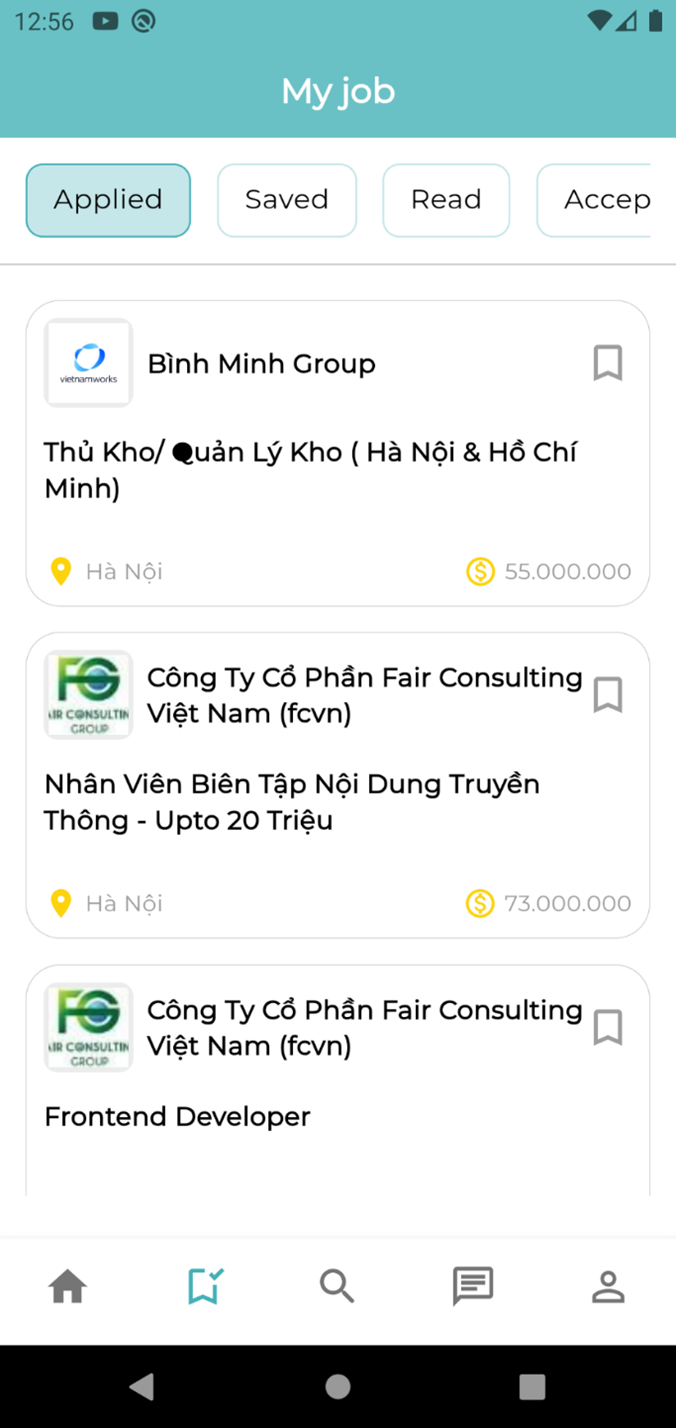 12:56
My job
Applied
Saved
Read
Accep
vietnamworks
Bình Minh Group
Thủ Kho/ Quản Lý Kho ( Hà Nội & Hồ Chí
Minh)
Hà Nội
55.000.000
FG
AIR CONSULTIN
GROUP
Công Ty Cổ Phần Fair Consulting
Việt Nam (fcvn)
Nhân Viên Biên Tập Nội Dung Truyền
Thông - Upto 20 Triệu
Hà Nội
73.000.000
FG
AIR CONSULTIN
GROUP
Công Ty Cổ Phần Fair Consulting
Việt Nam (fcvn)
Frontend Developer